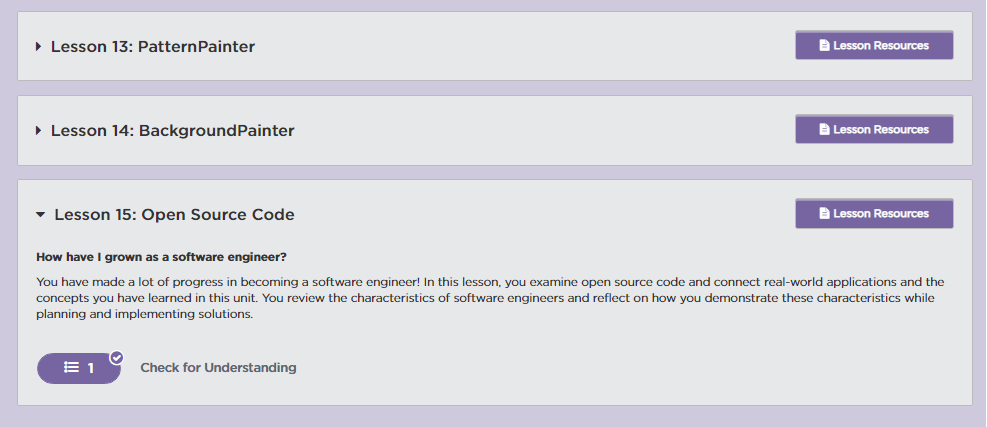 Lesson 13: PatternPainter
Lesson Resources
Lesson 14: BackgroundPainter
Lesson Resources
Lesson 15: Open Source Code
Lesson Resources
How have I grown as a software engineer?
You have made a lot of progress in becoming a software engineer! In this lesson, you examine open source code and connect real-world applications and the
concepts you have learned in this unit. You review the characteristics of software engineers and reflect on how you demonstrate these characteristics while
planning and implementing solutions.
1
Check for Understanding